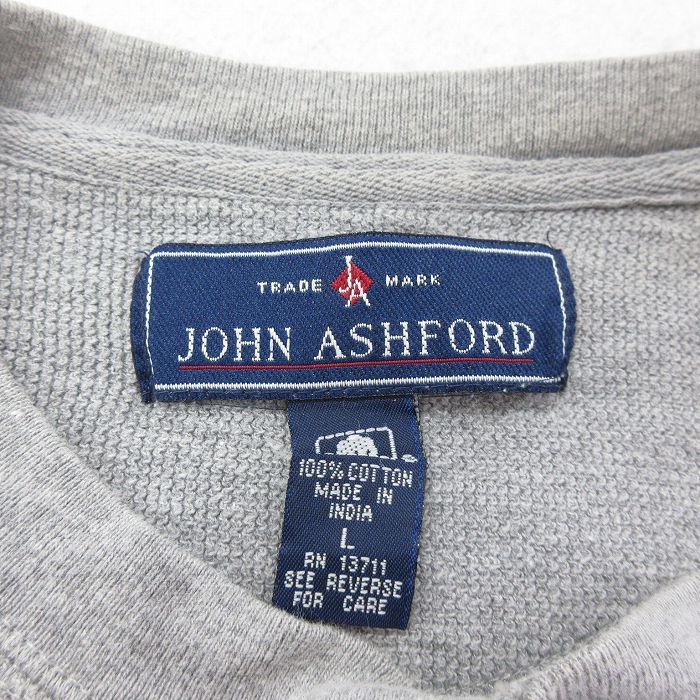 TRADE JA MARK
JOHN ASHFORD
100% COTTON
MADE IN
INDIA
L
RN 13711
SEE REVERSE
FOR CARE